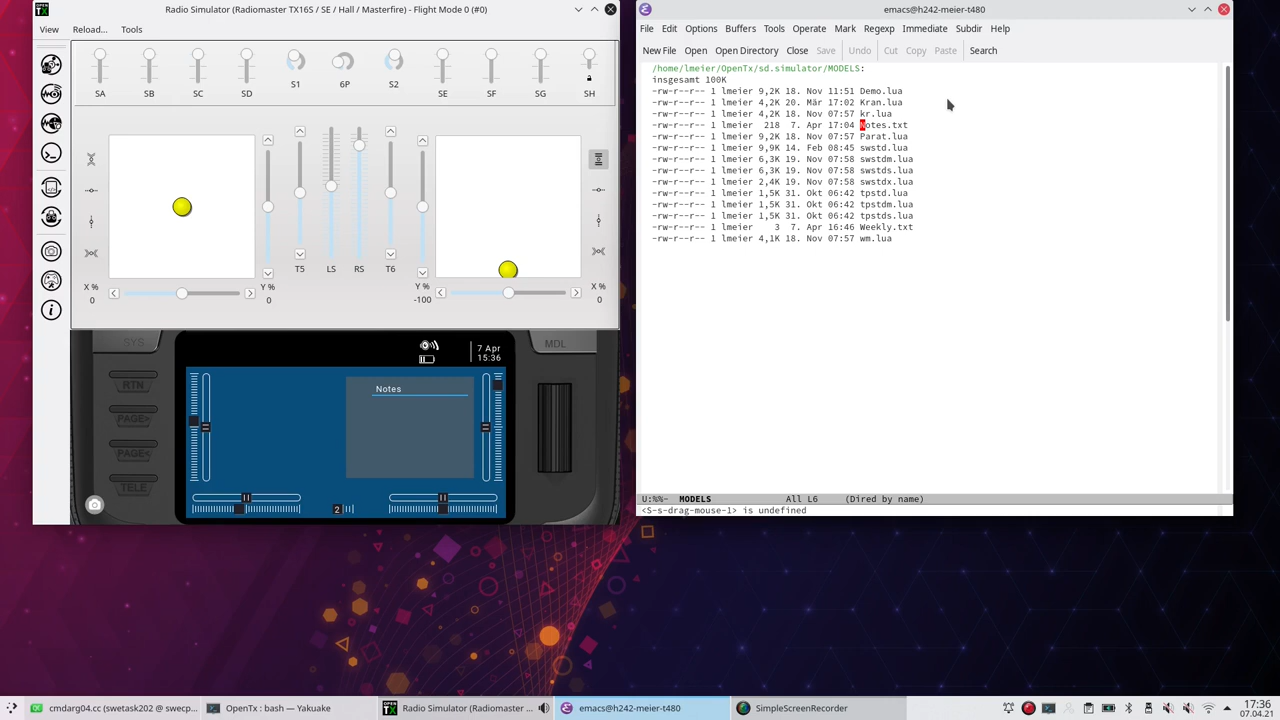 OPEN TX
Radio Simulator (Radiomaster TX16S / SE / Hall / Masterfire) - Flight Mode 0 (#0)
View Reload... Tools
SA SB SC SD S1 6P S2 SE SF SG SH
T5 LS RS T6
X % Y % Y % X %
0 0 -100 0
SYS MDL
RTN
PAGE>
PAGE<
TELE
7 Apr
15:36
Notes
2
emacs@h242-meier-t480
File Edit Options Buffers Tools Operate Mark Regexp Immediate Subdir Help
New File Open Open Directory Close Save Undo Cut Copy Paste Search
/home/lmeier/OpenTx/sd.simulator/MODELS:
insgesamt 100K
-rw-r--r-- 1 lmeier 9,2K 18. Nov 11:51 Demo.lua
-rw-r--r-- 1 lmeier 4,2K 20. Mär 17:02 Kran.lua
-rw-r--r-- 1 lmeier 4,2K 18. Nov 07:57 kr.lua
-rw-r--r-- 1 lmeier 218 7. Apr 17:04 Notes.txt
-rw-r--r-- 1 lmeier 9,2K 18. Nov 07:57 Parat.lua
-rw-r--r-- 1 lmeier 9,9K 14. Feb 08:45 swstd.lua
-rw-r--r-- 1 lmeier 6,3K 19. Nov 07:58 swstdm.lua
-rw-r--r-- 1 lmeier 6,3K 19. Nov 07:58 swstds.lua
-rw-r--r-- 1 lmeier 2,4K 19. Nov 07:58 swstdx.lua
-rw-r--r-- 1 lmeier 1,5K 31. Okt 06:42 tpstd.lua
-rw-r--r-- 1 lmeier 1,5K 31. Okt 06:42 tpstdm.lua
-rw-r--r-- 1 lmeier 1,5K 31. Okt 06:42 tpstds.lua
-rw-r--r-- 1 lmeier 3 7. Apr 16:46 Weekly.txt
-rw-r--r-- 1 lmeier 4,1K 18. Nov 07:57 wm.lua
U:%%- MODELS All L6 (Dired by name)
<S-s-drag-mouse-1> is undefined
cmdarg04.cc (swetask202 @ swecp... OpenTx : bash — Yakuake Radio Simulator (Radiomaster ... emacs@h242-meier-t480 SimpleScreenRecorder 17:36
07.04.21